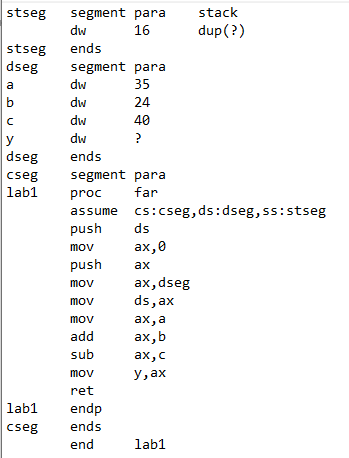 stseg segment para stack
dw 16 dup(?)
stseg ends
dseg segment para
a dw 35
b dw 24
c dw 40
y dw ?
dseg ends
cseg segment para
lab1 proc far
assume cs:cseg,ds:dseg,ss:stseg
push ds
mov ax,0
push ax
mov ax,dseg
mov ds,ax
mov ax,a
add ax,b
sub ax,c
mov y,ax
ret
lab1 endp
cseg ends
end lab1